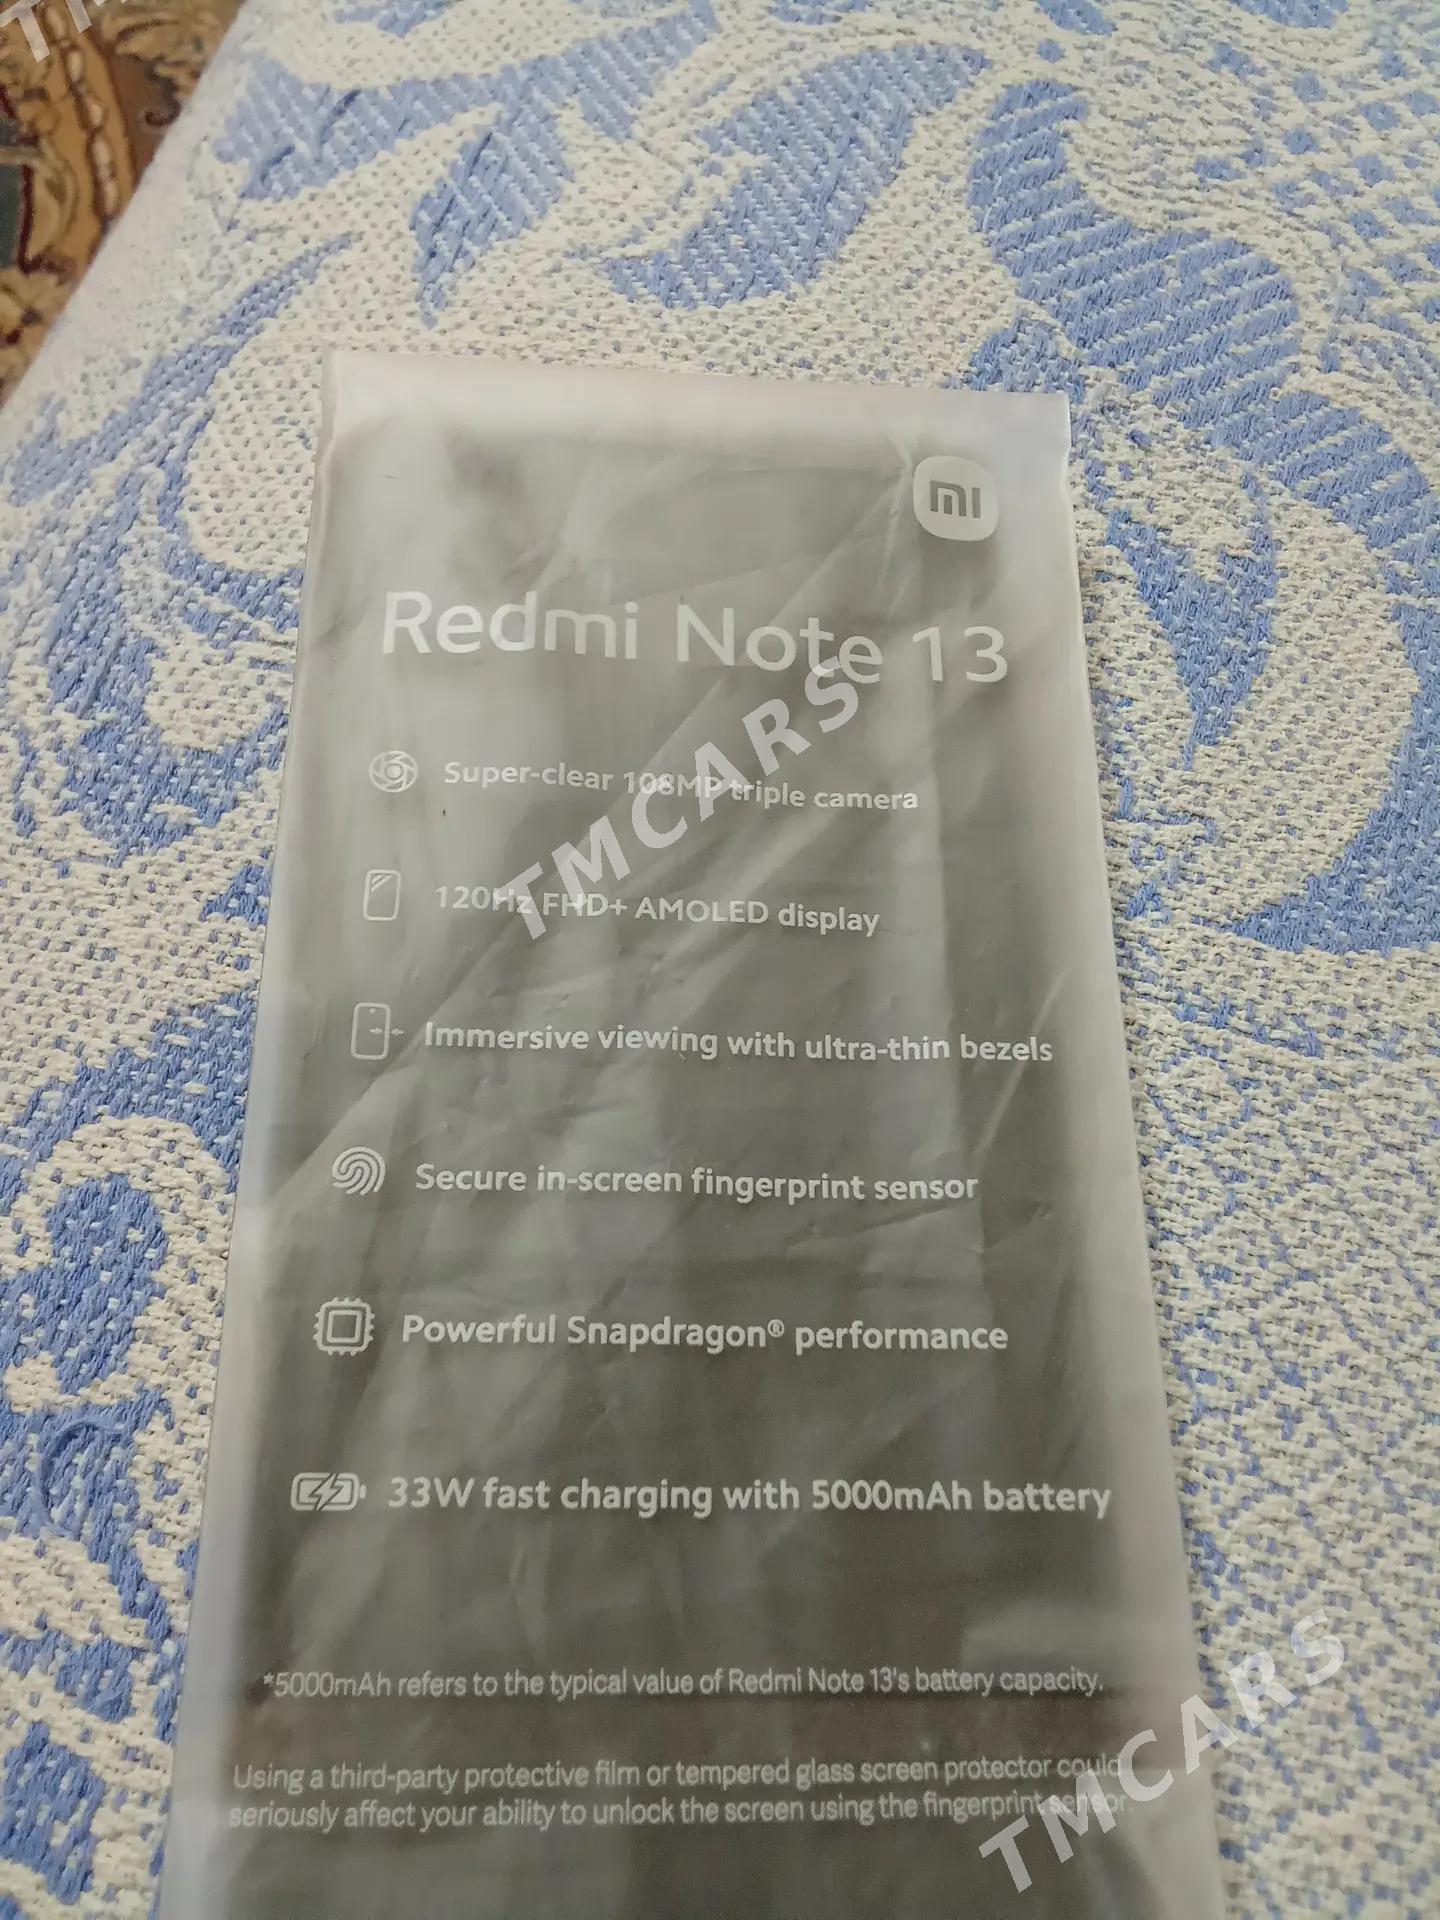 TM
mi
Redmi Note 13
Super-clear 108MP triple camera
120Hz FHD+ AMOLED display
Immersive viewing with ultra-thin bezels
Secure in-screen fingerprint sensor
Powerful Snapdragon® performance
33W fast charging with 5000mAh battery
*5000mAh refers to the typical value of Redmi Note 13's battery capacity.
Using a third-party protective film or tempered glass screen protector could
seriously affect your ability to unlock the screen using the fingerprint sensor.
TMCARS
TMCARS